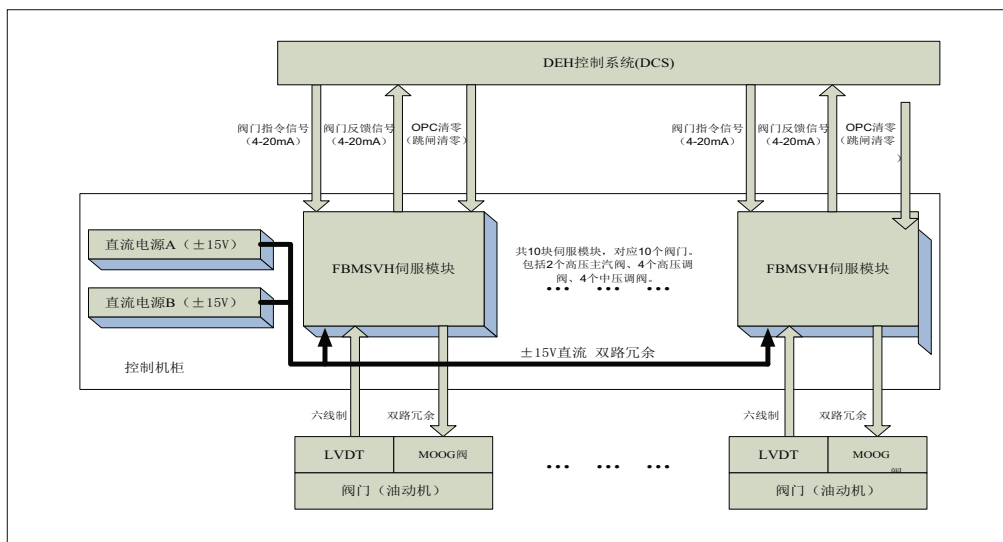 DEH控制系统(DCS)
阀门指令信号
（4-20mA）
阀门反馈信号
（4-20mA）
OPC清零
（跳闸清零）
阀门指令信号
（4-20mA）
阀门反馈信号
（4-20mA）
OPC清零
（跳闸清零
）
直流电源A（±15V）
直流电源B（±15V）
FBMSVH伺服模块
共10块伺服模块，对应10个阀门。
包括2个高压主汽阀、4个高压调
阀、4个中压调阀。
… … …
FBMSVH伺服模块
±15V直流 双路冗余
控制机柜
六线制
双路冗余
六线制
双路冗余
LVDT
MOOG阀
阀门（油动机）
… … …
LVDT
MOOG
阀门（油动机）